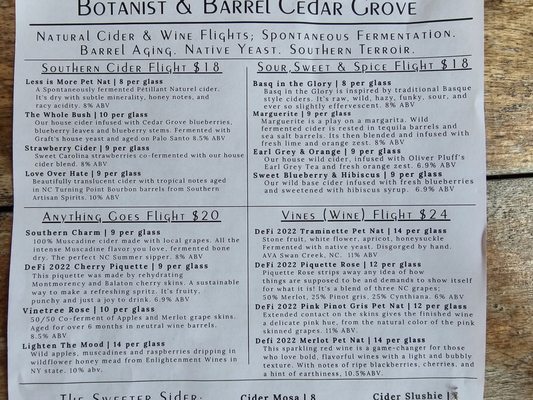 Botanist & Barrel Cedar Grove
Natural Cider & Wine Flights; Spontaneous Fermentation.
Barrel Aging. Native Yeast. Southern Terroir.
Southern Cider Flight $18
Less is More Pet Nat | 8 per glass
A Spontaneously fermented Petillant Naturel cider.
It's dry with subtle minerality, honey notes, and
racy acidity. 8% ABV
The Whole Bush | 10 per glass
Our house cider infused with Cedar Grove blueberries,
blueberry leaves and blueberry stems. Fermented with
Graft's house yeast and aged on Palo Santo 8.5% ABV
Strawberry Cider | 9 per glass
Sweet Carolina strawberries co-fermented with our house
cider blend. 8% ABV
Love Over Hate | 9 per glass
Beautifully translucent cider with tropical notes aged
in NC Turning Point Bourbon barrels from Southern
Artisan Spirits. 10% ABV
Sour, Sweet & Spice Flight $18
Basq in the Glory | 8 per glass
Basq in the Glory is inspired by traditional Basque
style ciders. It's raw, wild, hazy, funky, sour, and
ever so slightly effervescent. 8% ABV
Marguerite | 9 per glass
Marguerite is a play on a margarita. Wild
fermented cider is rested in tequila barrels and
sea salt barrels. Its then blended and infused with
fresh lime and orange zest. 8% ABV
Earl Grey & Orange | 9 per glass
Our house wild cider, infused with Oliver Pluff's
Earl Grey Tea and fresh orange zest. 6.9% ABV
Sweet Blueberry & Hibiscus | 9 per glass
Our wild base cider infused with fresh blueberries
and sweetened with hibiscus syrup. 6.9% ABV
Anything Goes Flight $20
Southern Charm | 9 per glass
100% Muscadine cider made with local grapes. All the
intense Muscadine flavor you love, fermented bone
dry. The perfect NC Summer sipper. 8% ABV
DeFi 2022 Cherry Piquette | 9 per glass
This piquette was made by rehydrating
Montmorency and Balaton cherry skins. A sustainable
way to make a refreshing spritz. It's fruity,
punchy and just a joy to drink. 6.9% ABV
Vinetree Rose | 10 per glass
50/50 Co-ferment of Apples and Merlot grape skins.
Aged for over 6 months in neutral wine barrels.
8.5% ABV
Lighten The Mood | 14 per glass
Wild apples, muscadines and raspberries dripping in
wildflower honey mead from Enlightenment Wines in
NY state. 10% abv.
Vines (Wine) Flight $24
DeFi 2022 Traminette Pet Nat | 14 per glass
Stone fruit, white flower, apricot, honeysuckle
Fermented with native yeast. Disgorged by hand.
AVA Swan Creek, NC. 11% ABV
DeFi 2022 Piquette Rose | 12 per glass
Piquette Rose strips away any idea of how
things are supposed to be and demands to show itself
for what it is! It's a blend of three NC grapes;
50% Merlot, 25% Pinot gris, 25% Cynthiana. 6% ABV
DeFi 2022 Pink Pinot Gris Pet Nat | 12 per glass
Extended contact on the skins gives the finished wine
a delicate pink hue, from the natural color of the pink
skinned grapes. 11% ABV.
DeFi 2022 Merlot Pet Nat | 14 per glass
This sparkling red wine is a game-changer for those
who love bold, flavorful wines with a light and bubbly
texture. With notes of ripe blackberries, cherries, and
a hint of earthiness, 10.5%ABV.
The Sweeter Sider:
Cider Mosa | 8
Cider Slushie |